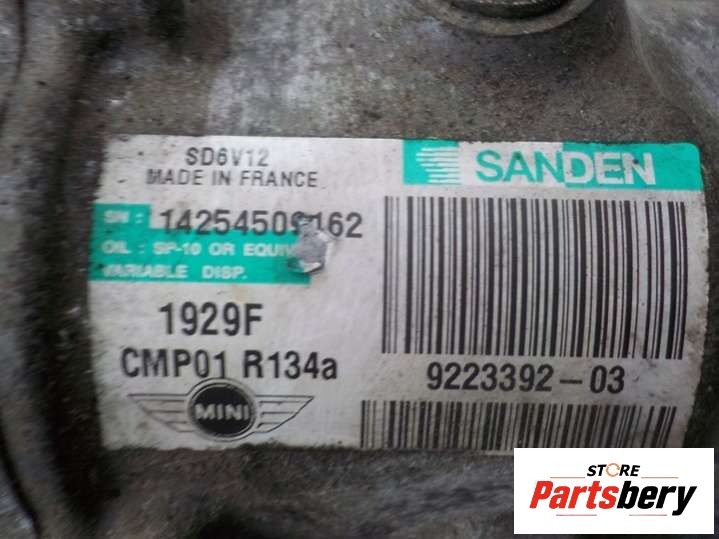 SD6V12
MADE IN FRANCE
SANDEN
SN:
OIL : SP-10 OR
VARIABLE DISP.
1929F
CMP01 R134a
MINI
9223392-03
STORE
Partsbery